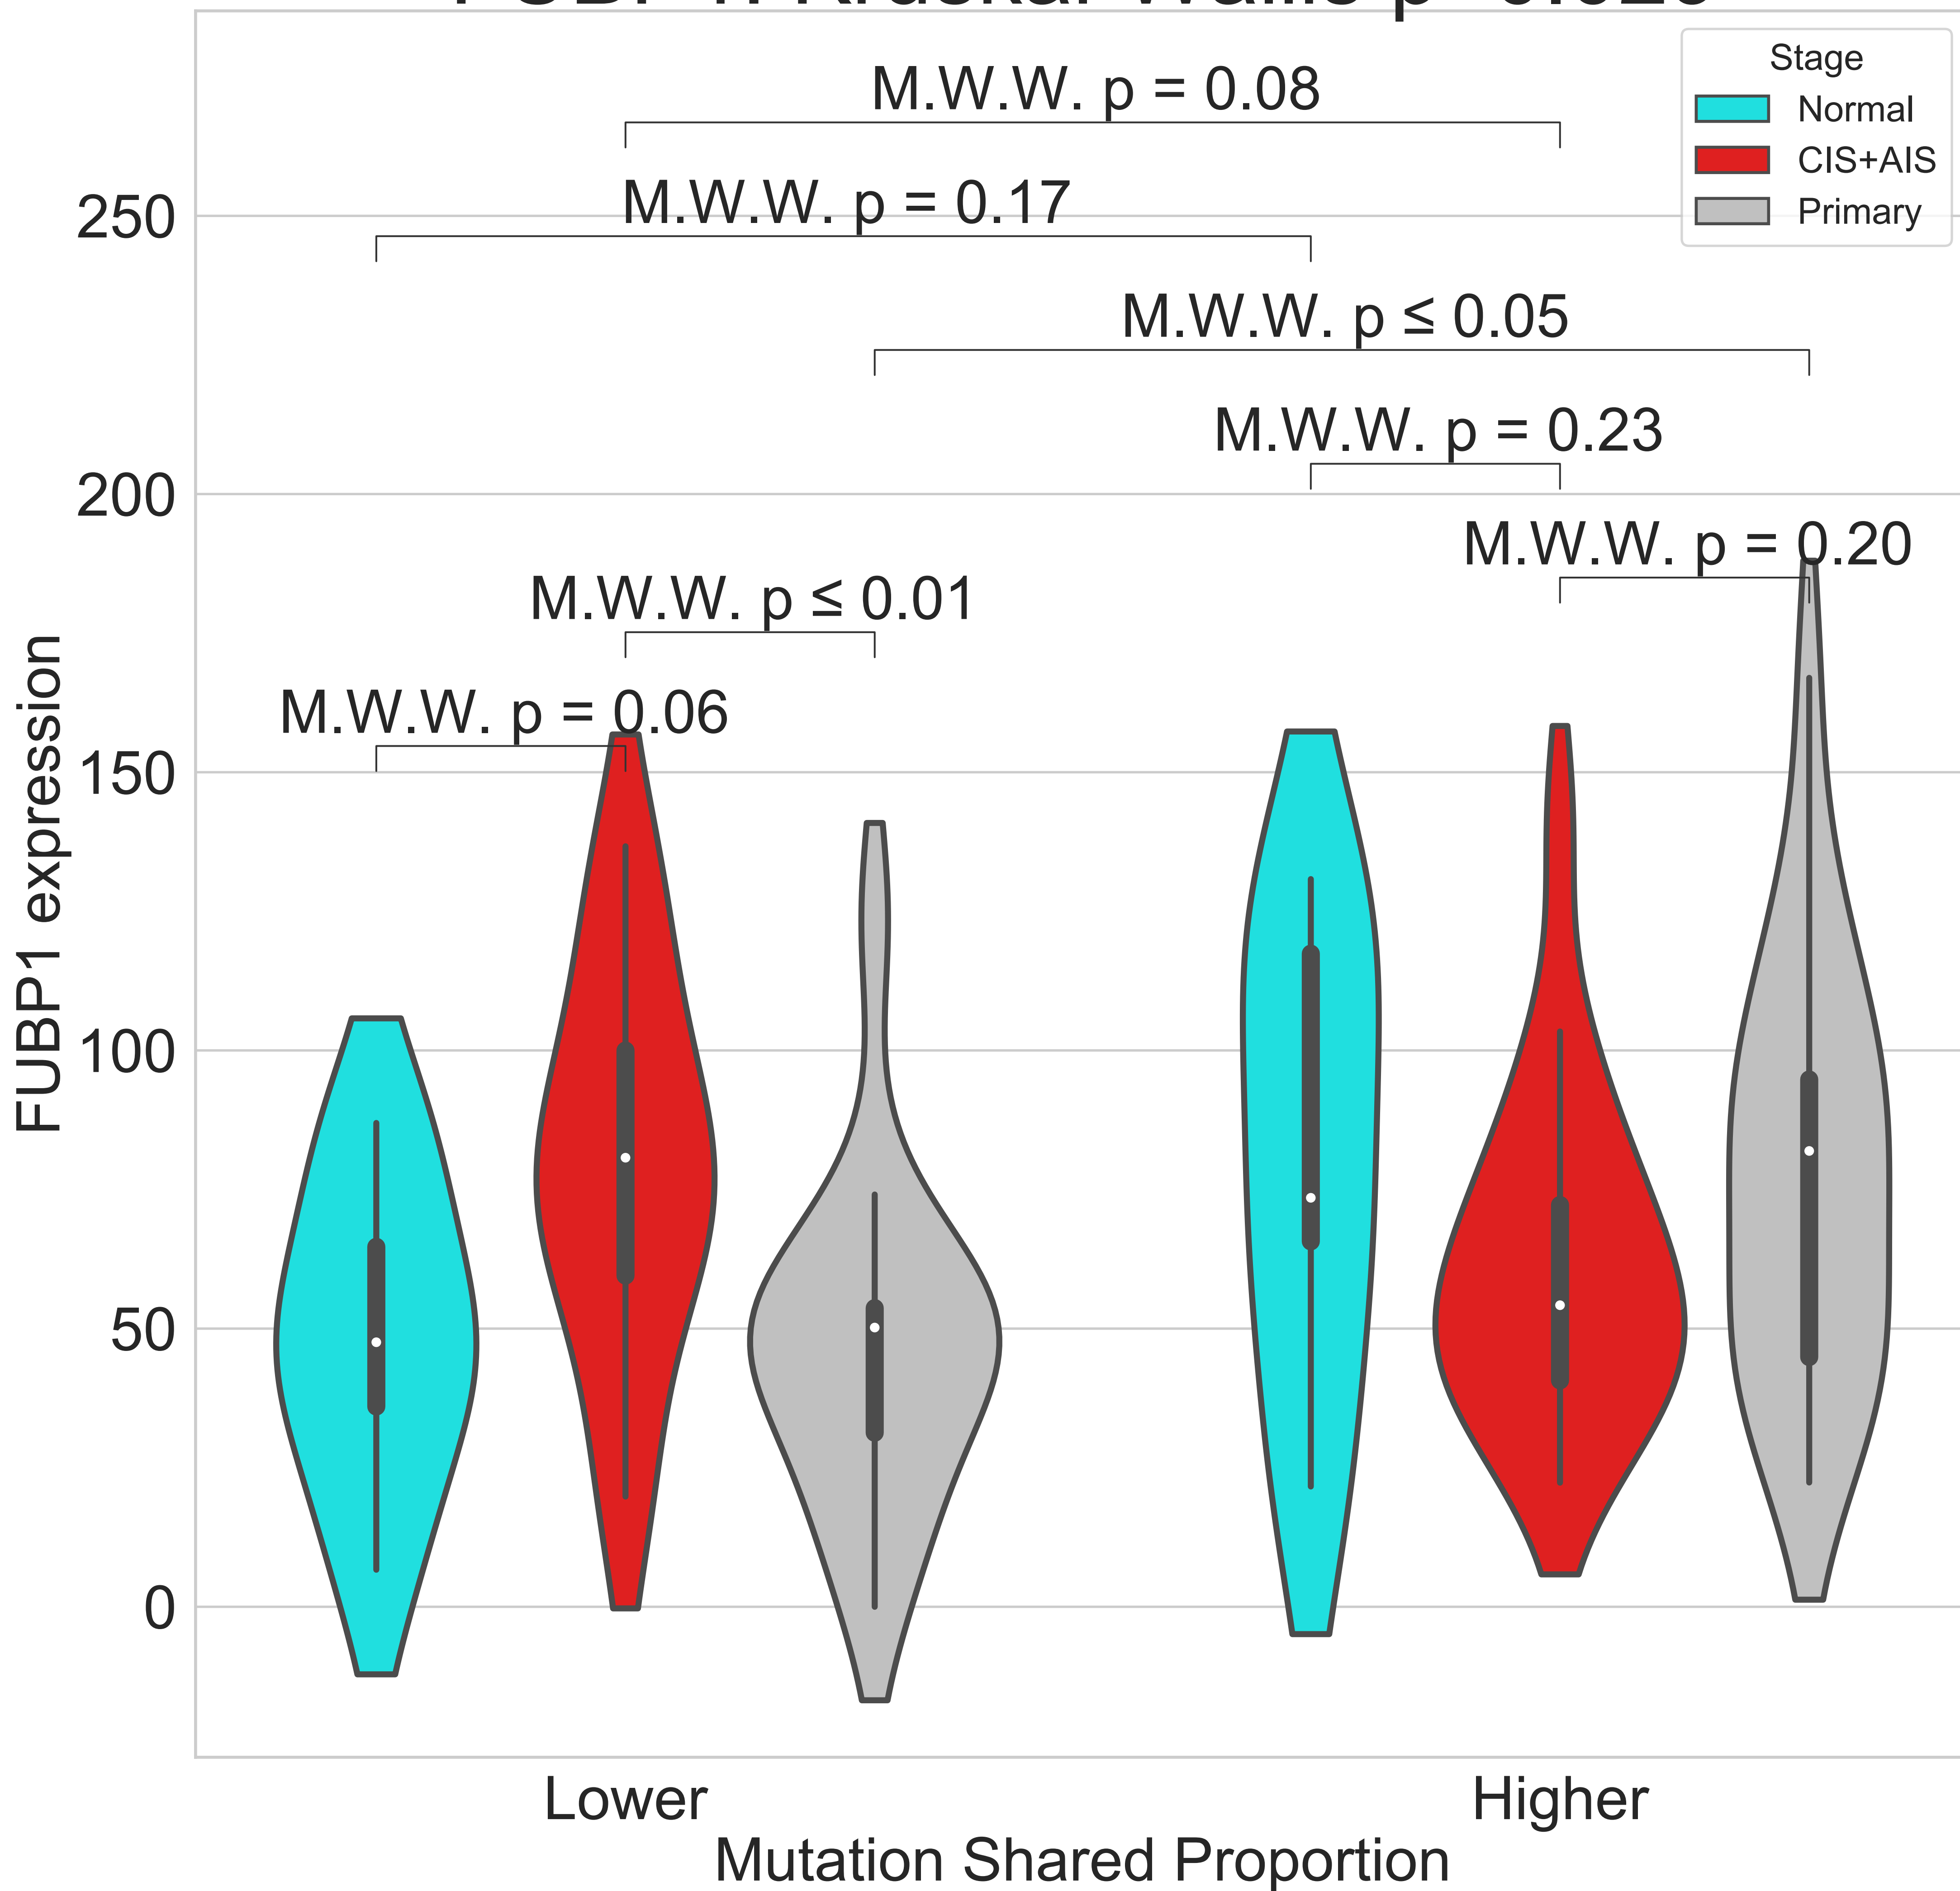 M.W.W. p = 0.08
M.W.W. p = 0.17
M.W.W. p ≤ 0.05
M.W.W. p = 0.23
M.W.W. p = 0.20
M.W.W. p ≤ 0.01
M.W.W. p = 0.06
Stage
Normal
CIS+AIS
Primary
FUBP1 expression
250
200
150
100
50
0
Lower
Higher
Mutation Shared Proportion